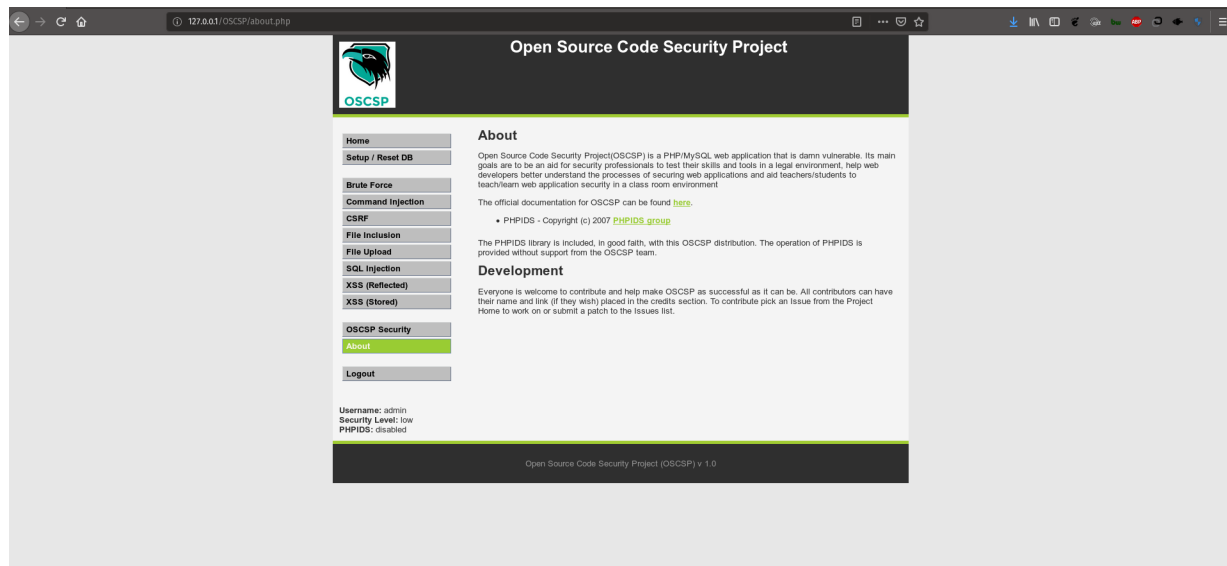 127.0.0.1/OSCSP/about.php
ABP
OSCSP
Open Source Code Security Project
Home
Setup / Reset DB
Brute Force
Command Injection
CSRF
File Inclusion
File Upload
SQL Injection
XSS (Reflected)
XSS (Stored)
OSCSP Security
About
Logout
Username: admin
Security Level: low
PHPIDS: disabled
About
Open Source Code Security Project(OSCSP) is a PHP/MySQL web application that is damn vulnerable. Its main
goals are to be an aid for security professionals to test their skills and tools in a legal environment, help web
developers better understand the processes of securing web applications and aid teachers/students to
teach/learn web application security in a class room environment
The official documentation for OSCSP can be found here.
• PHPIDS - Copyright (c) 2007 PHPIDS group
The PHPIDS library is included, in good faith, with this OSCSP distribution. The operation of PHPIDS is
provided without support from the OSCSP team.
Development
Everyone is welcome to contribute and help make OSCSP as successful as it can be. All contributors can have
their name and link (if they wish) placed in the credits section. To contribute pick an Issue from the Project
Home to work on or submit a patch to the Issues list.
Open Source Code Security Project (OSCSP) v 1.0